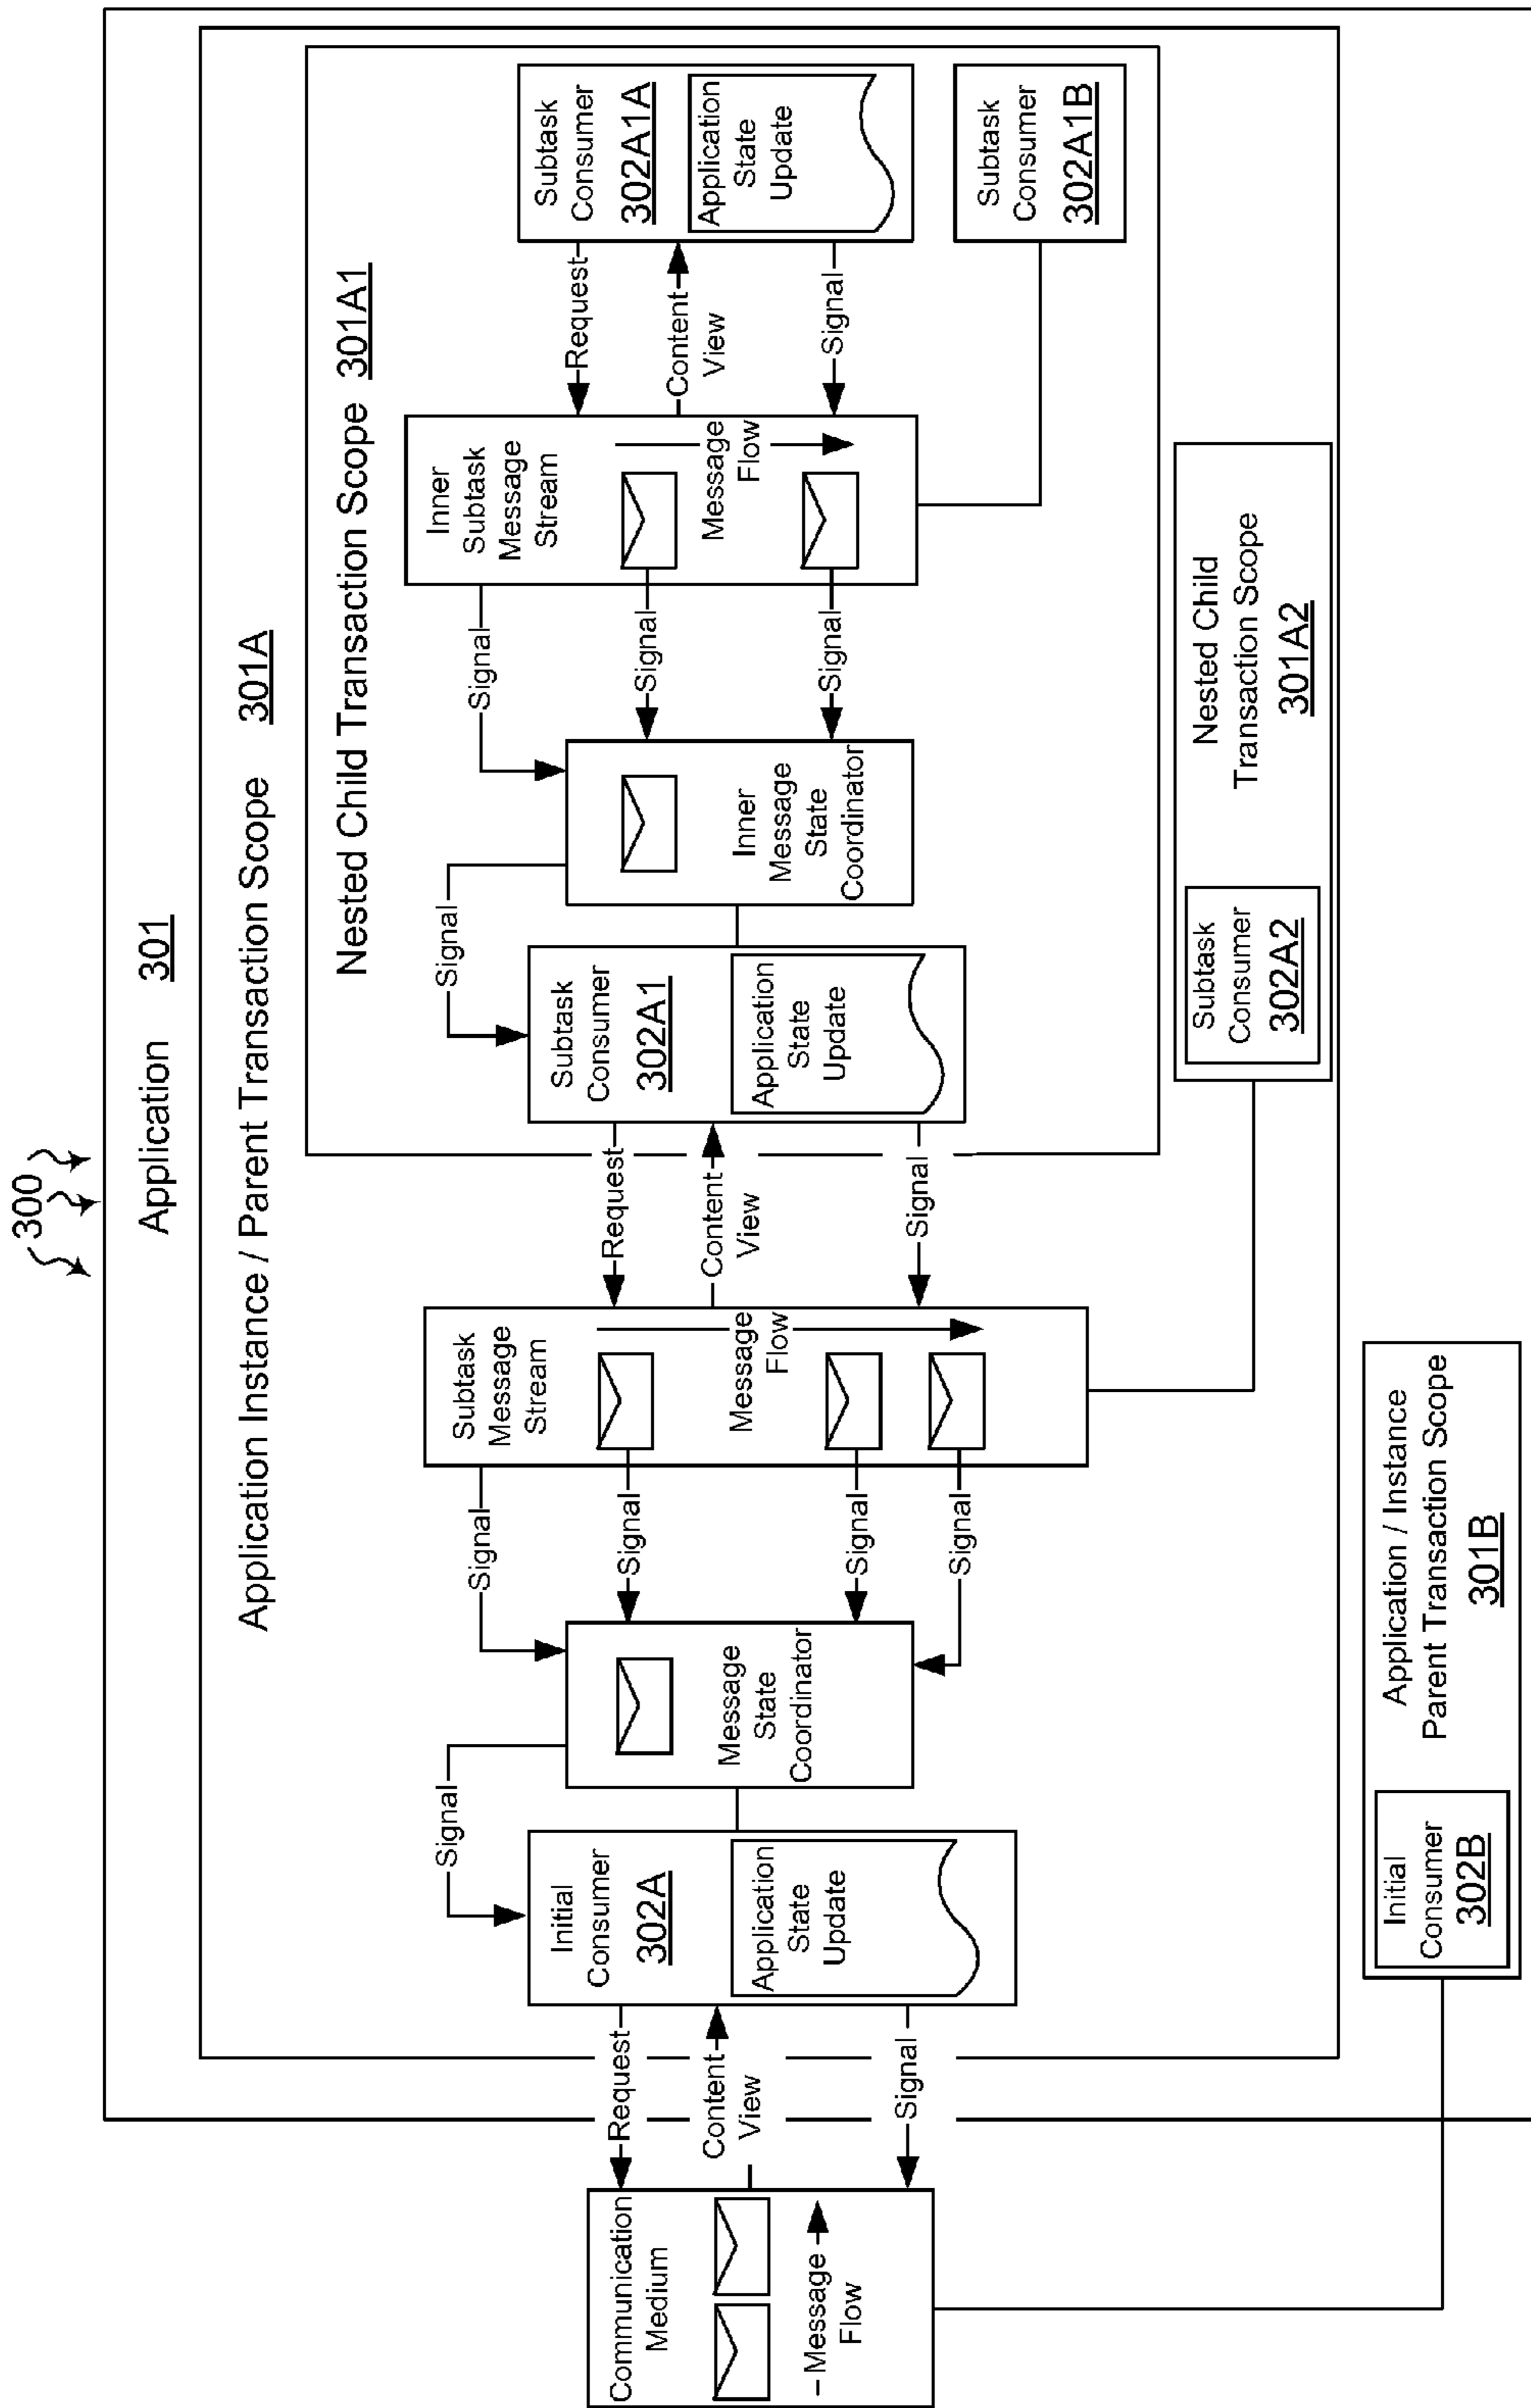 300
Application 301
Application Instance / Parent Transaction Scope 301A
Nested Child Transaction Scope 301A1
Communication
Medium
Message
Flow
Request
Content
View
Signal
Initial
Consumer
302A
Application
State
Update
Signal
Message
State
Coordinator
Signal
Signal
Signal
Signal
Subtask
Message
Stream
Message
Flow
Request
Content
View
Signal
Subtask
Consumer
302A1
Application
State
Update
Signal
Inner
Message
State
Coordinator
Signal
Signal
Signal
Inner
Subtask
Message
Stream
Message
Flow
Request
Content
View
Signal
Subtask
Consumer
302A1A
Application
State
Update
Subtask
Consumer
302A1B
Subtask
Consumer
302A2
Nested Child
Transaction Scope
301A2
Initial
Consumer
302B
Application / Instance
Parent Transaction Scope
301B